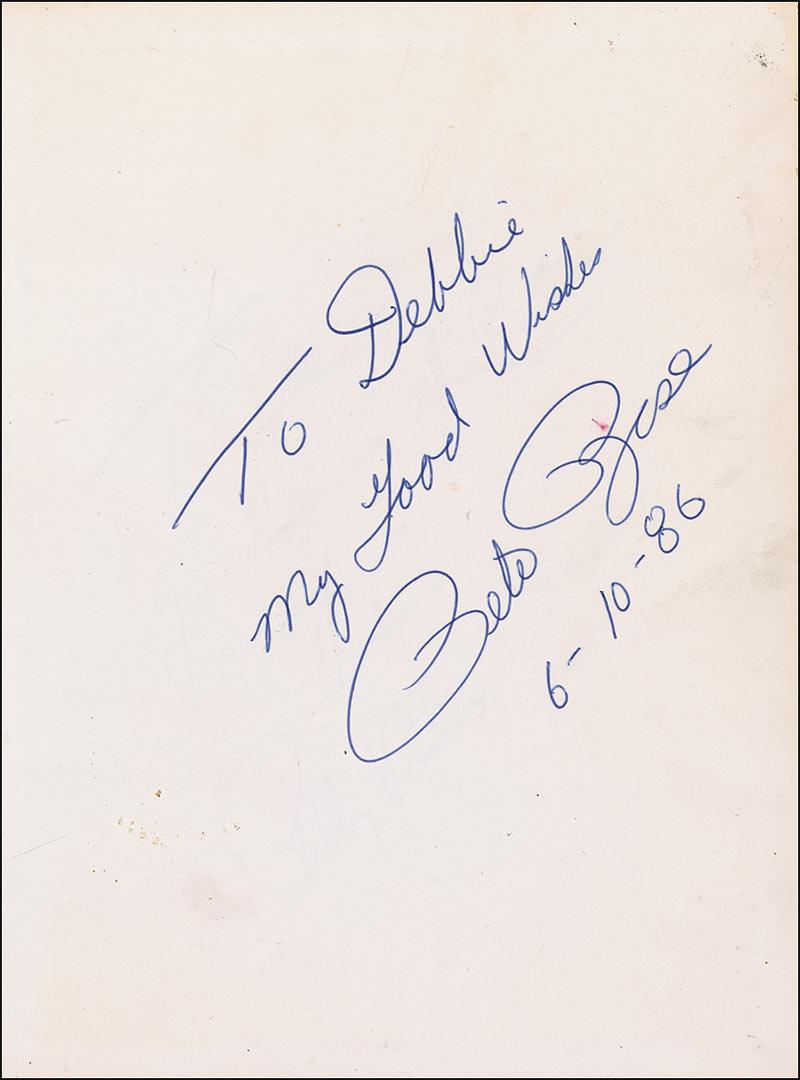 To Debbie
My Good Wishes
Pete Rose
6-10-86